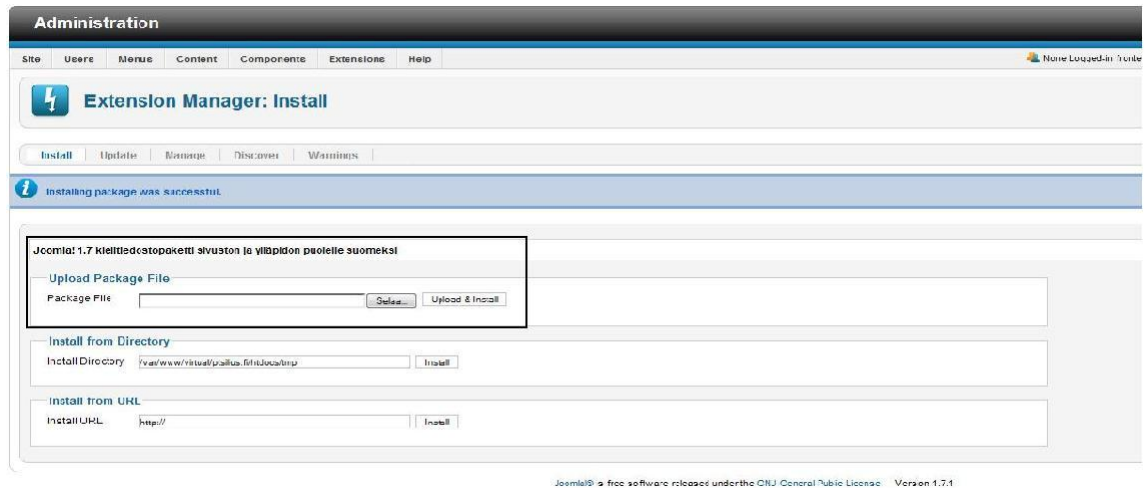 Administration
Site Users Menus Content Components Extensions Help
None Logged-in fronte
Extension Manager: Install
Install Update Manage Discover Warnings
Installing package was successful.
Joomla! 1.7 kielitiedostopaketti sivuston ja ylläpidon puolelle suomeksi
Upload Package File
Package File Selaa... Upload & Install
Install from Directory
Install Directory Install
Install from URL
Install URL http:// Install
Joomla!® is free software released under the GNU General Public License. Version 1.7.1